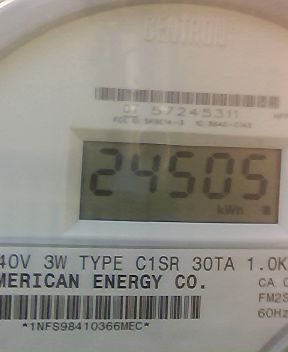 57245311
24505
kWh
40V 3W TYPE C1SR 30TA 1.0K
MERICAN ENERGY CO.
CA
FM2S
60Hz
*1NFS98410366MEC*